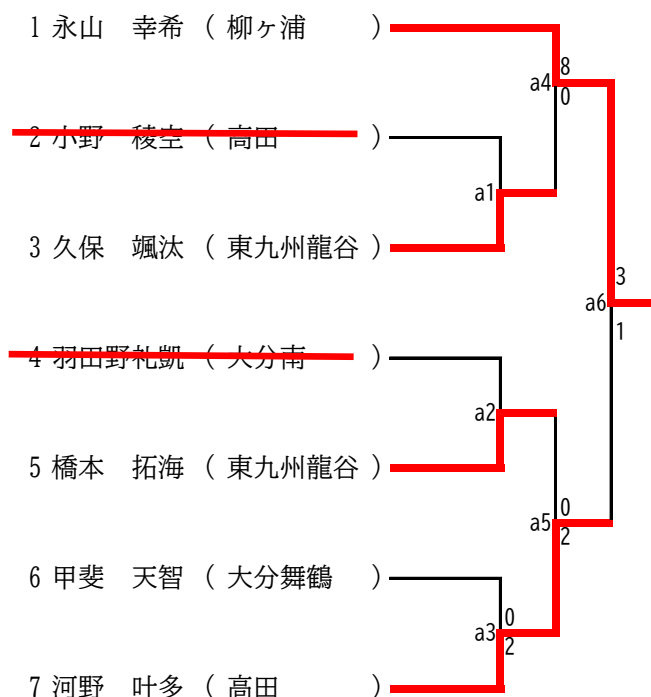 1 永山　幸希 ( 柳ヶ浦 )
8
a4
0
2 小野　稜空 ( 高田 )
a1
3 久保　颯汰 ( 東九州龍谷 )
3
a6
1
4 羽田野礼凱 ( 大分南 )
a2
5 橋本　拓海 ( 東九州龍谷 )
0
a5
2
6 甲斐　天智 ( 大分舞鶴 )
0
a3
2
7 河野　叶多 ( 高田 )